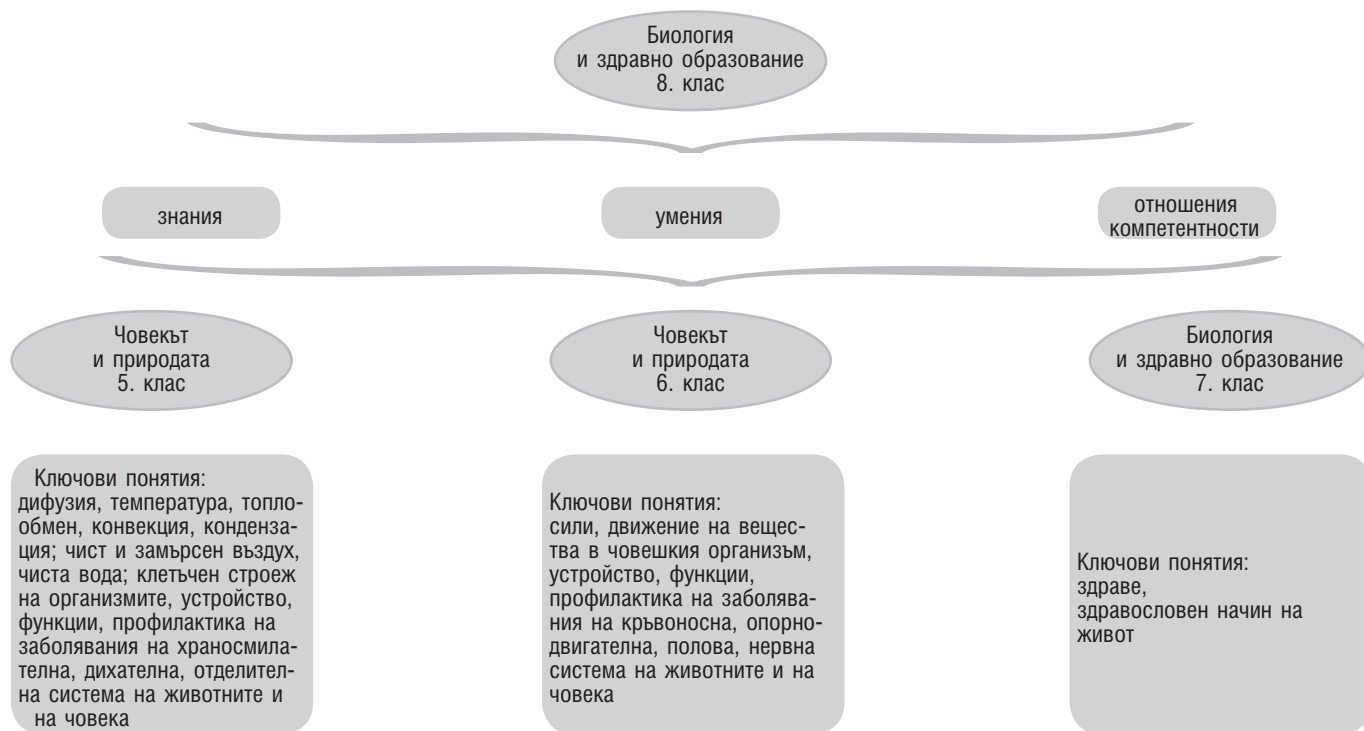 Биология
и здравно образование
8. клас
знания
умения
отношения
компетентности
Човекът
и природата
5. клас
Човекът
и природата
6. клас
Биология
и здравно образование
7. клас
Ключови понятия:
дифузия, температура, топло-
обмен, конвекция, конденза-
ция; чист и замърсен въздух,
чиста вода; клетъчен строеж
на организмите, устройство,
функции, профилактика на
заболявания на храносмила-
телна, дихателна, отделител-
на система на животните и
на човека
Ключови понятия:
сили, движение на вещес-
тва в човешкия организъм,
устройство, функции,
профилактика на заболява-
ния на кръвоносна, опорно-
двигателна, полова, нервна
система на животните и на
човека
Ключови понятия:
здраве,
здравословен начин на
живот